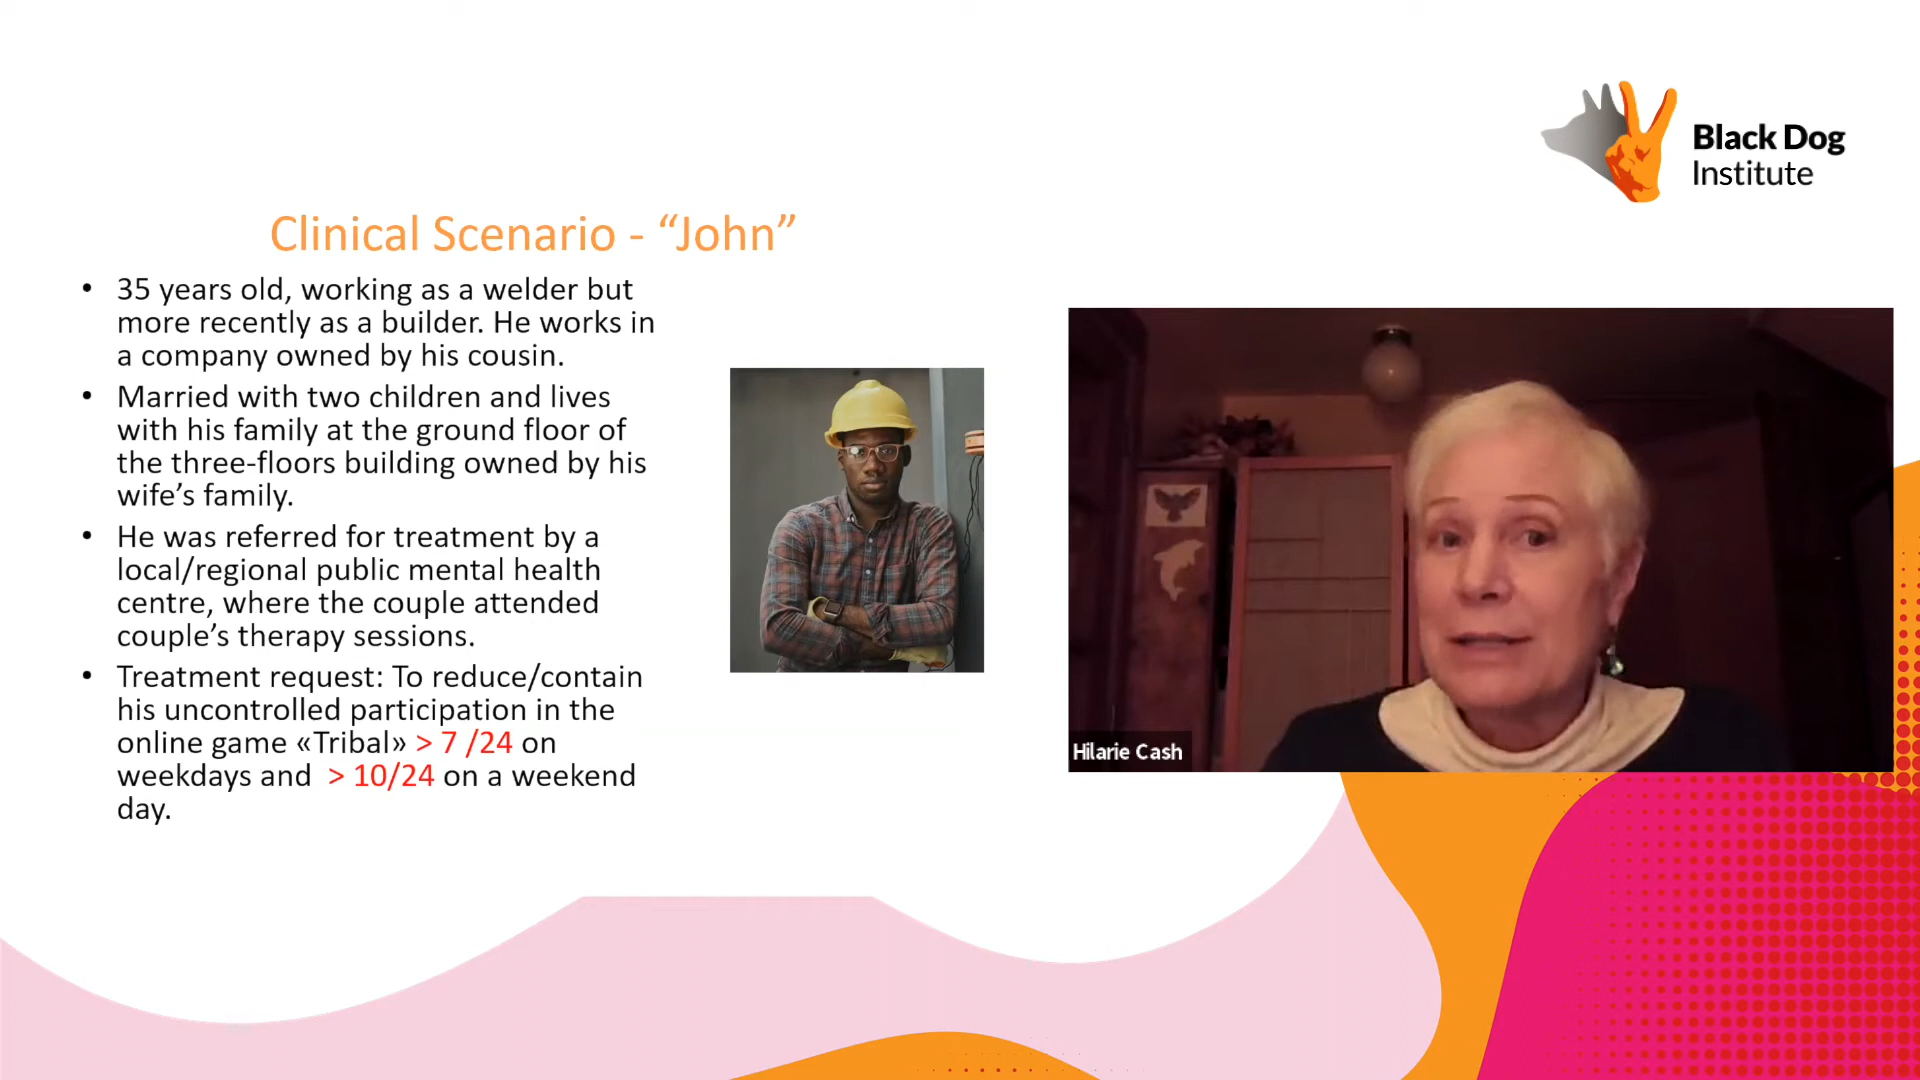 Black Dog
Institute
Clinical Scenario - “John”
• 35 years old, working as a welder but
more recently as a builder. He works in
a company owned by his cousin.
• Married with two children and lives
with his family at the ground floor of
the three-floors building owned by his
wife’s family.
• He was referred for treatment by a
local/regional public mental health
centre, where the couple attended
couple’s therapy sessions.
• Treatment request: To reduce/contain
his uncontrolled participation in the
online game «Tribal» > 7 /24 on
weekdays and > 10/24 on a weekend
day.
Hilarie Cash